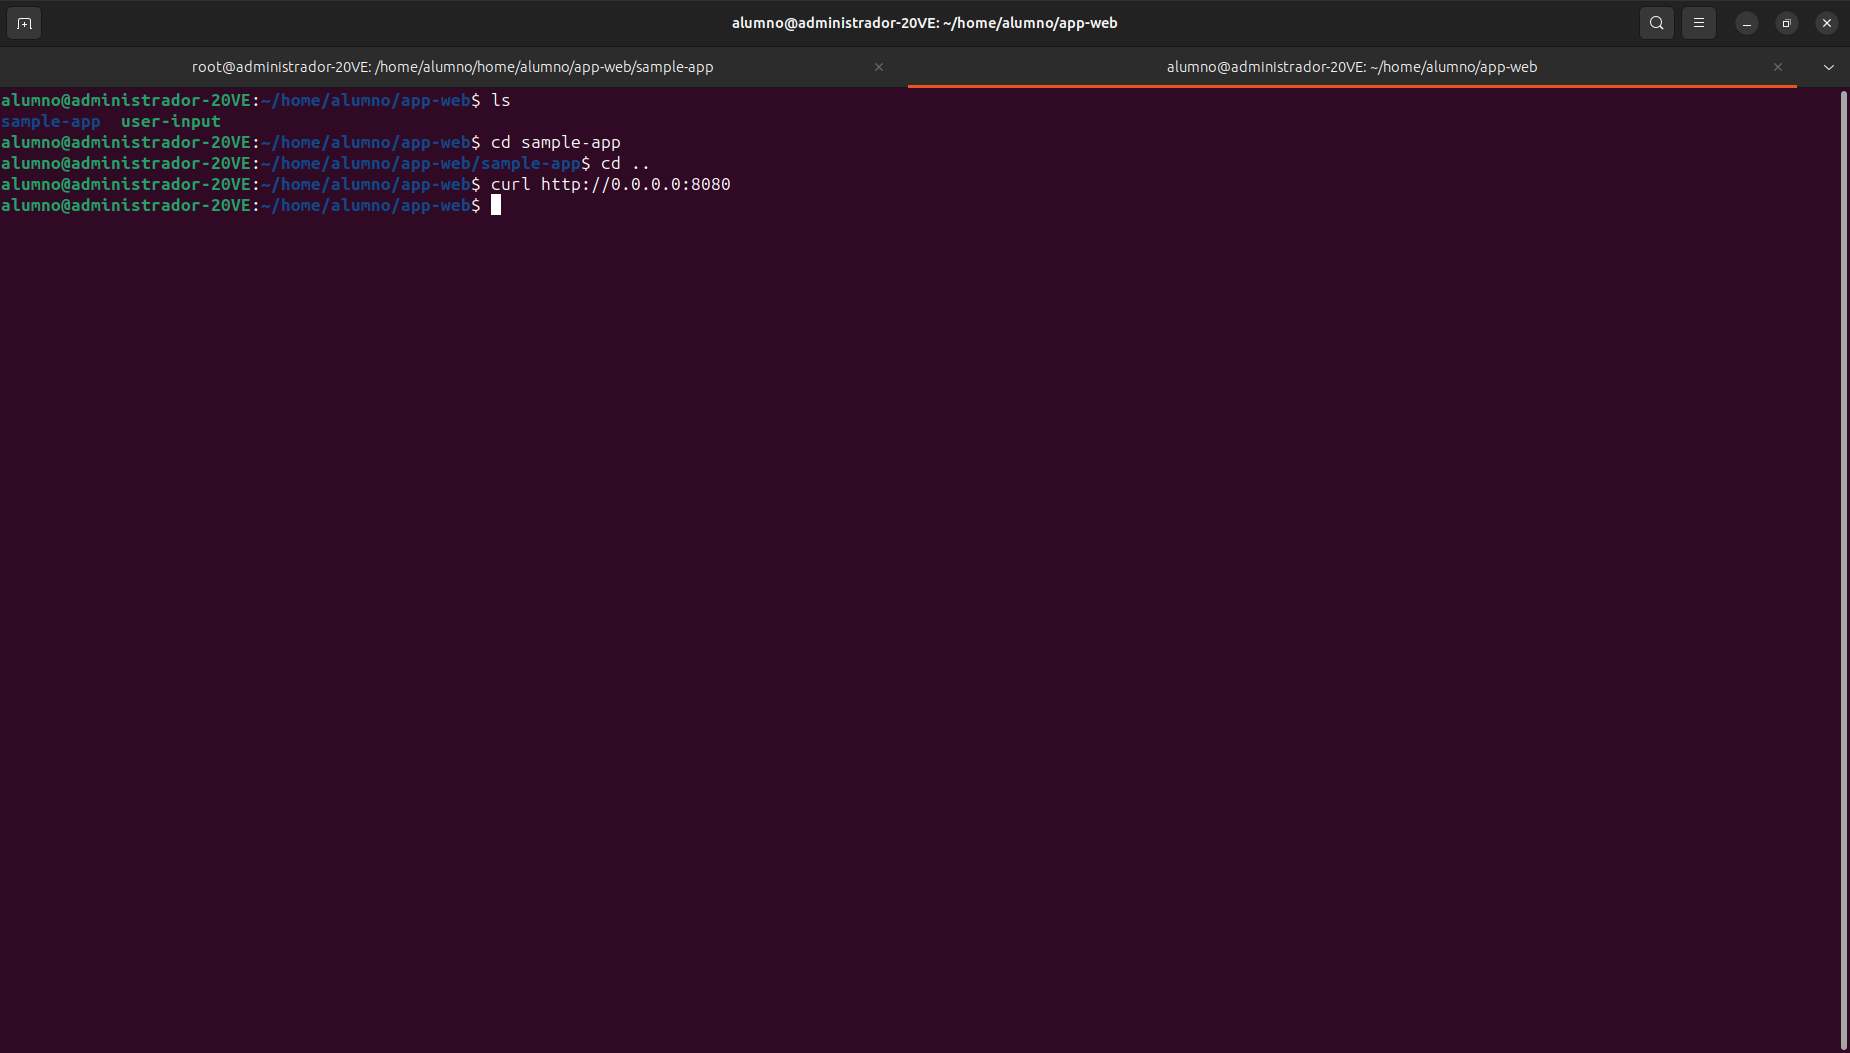 alumno@administrador-20VE: ~/home/alumno/app-web
root@administrador-20VE: /home/alumno/home/alumno/app-web/sample-app
alumno@administrador-20VE: ~/home/alumno/app-web
alumno@administrador-20VE:~/home/alumno/app-web$ ls
sample-app  user-input
alumno@administrador-20VE:~/home/alumno/app-web$ cd sample-app
alumno@administrador-20VE:~/home/alumno/app-web/sample-app$ cd ..
alumno@administrador-20VE:~/home/alumno/app-web$ curl http://0.0.0.0:8080
alumno@administrador-20VE:~/home/alumno/app-web$